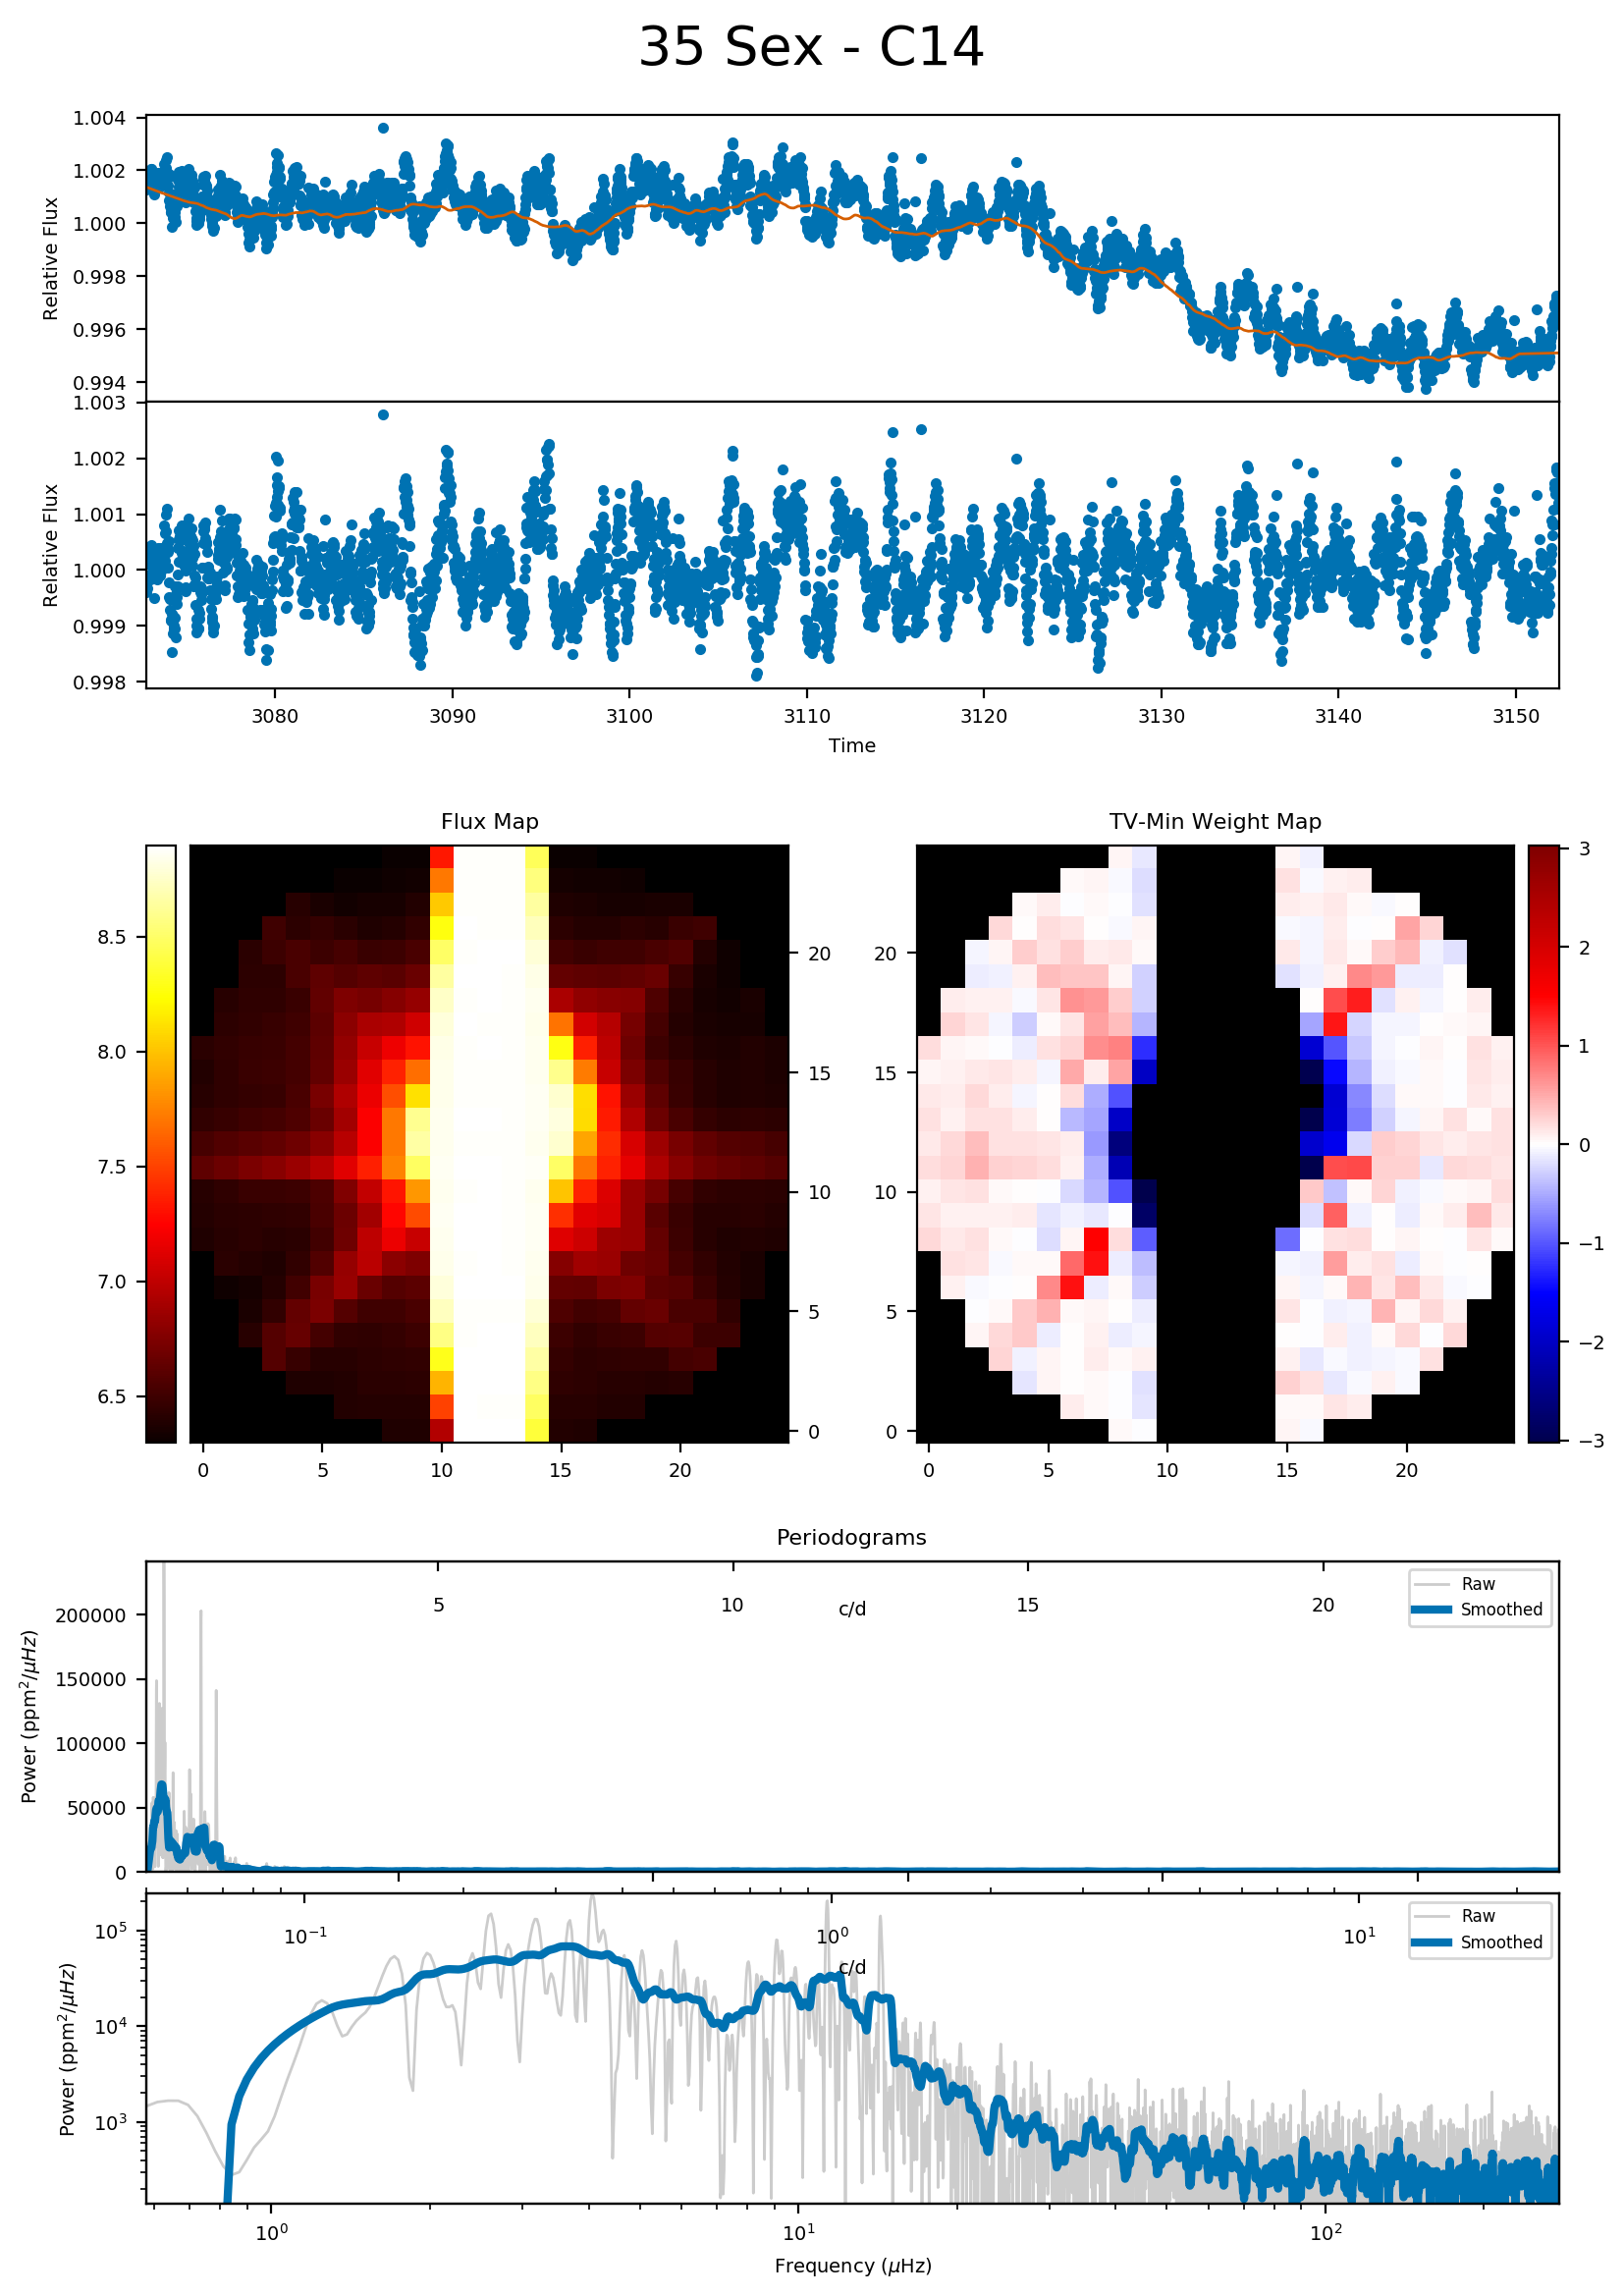 35 Sex - C14
1.004
1.002
1.000
0.998
0.996
0.994
Relative Flux
1.003
1.002
1.001
1.000
0.999
0.998
Relative Flux
3080 3090 3100 3110 3120 3130 3140 3150
Time
Flux Map
8.5
8.0
7.5
7.0
6.5
20
15
10
5
0
0 5 10 15 20
TV-Min Weight Map
20
15
10
5
0
0 5 10 15 20
3
2
1
0
−1
−2
−3
Periodograms
5 10 15 20
c/d
Raw
Smoothed
200000
150000
100000
50000
0
Power (ppm²/μHz)
10⁻¹ 10⁰ 10¹
c/d
Raw
Smoothed
10⁵
10⁴
10³
Power (ppm²/μHz)
10⁰ 10¹ 10²
Frequency (μHz)